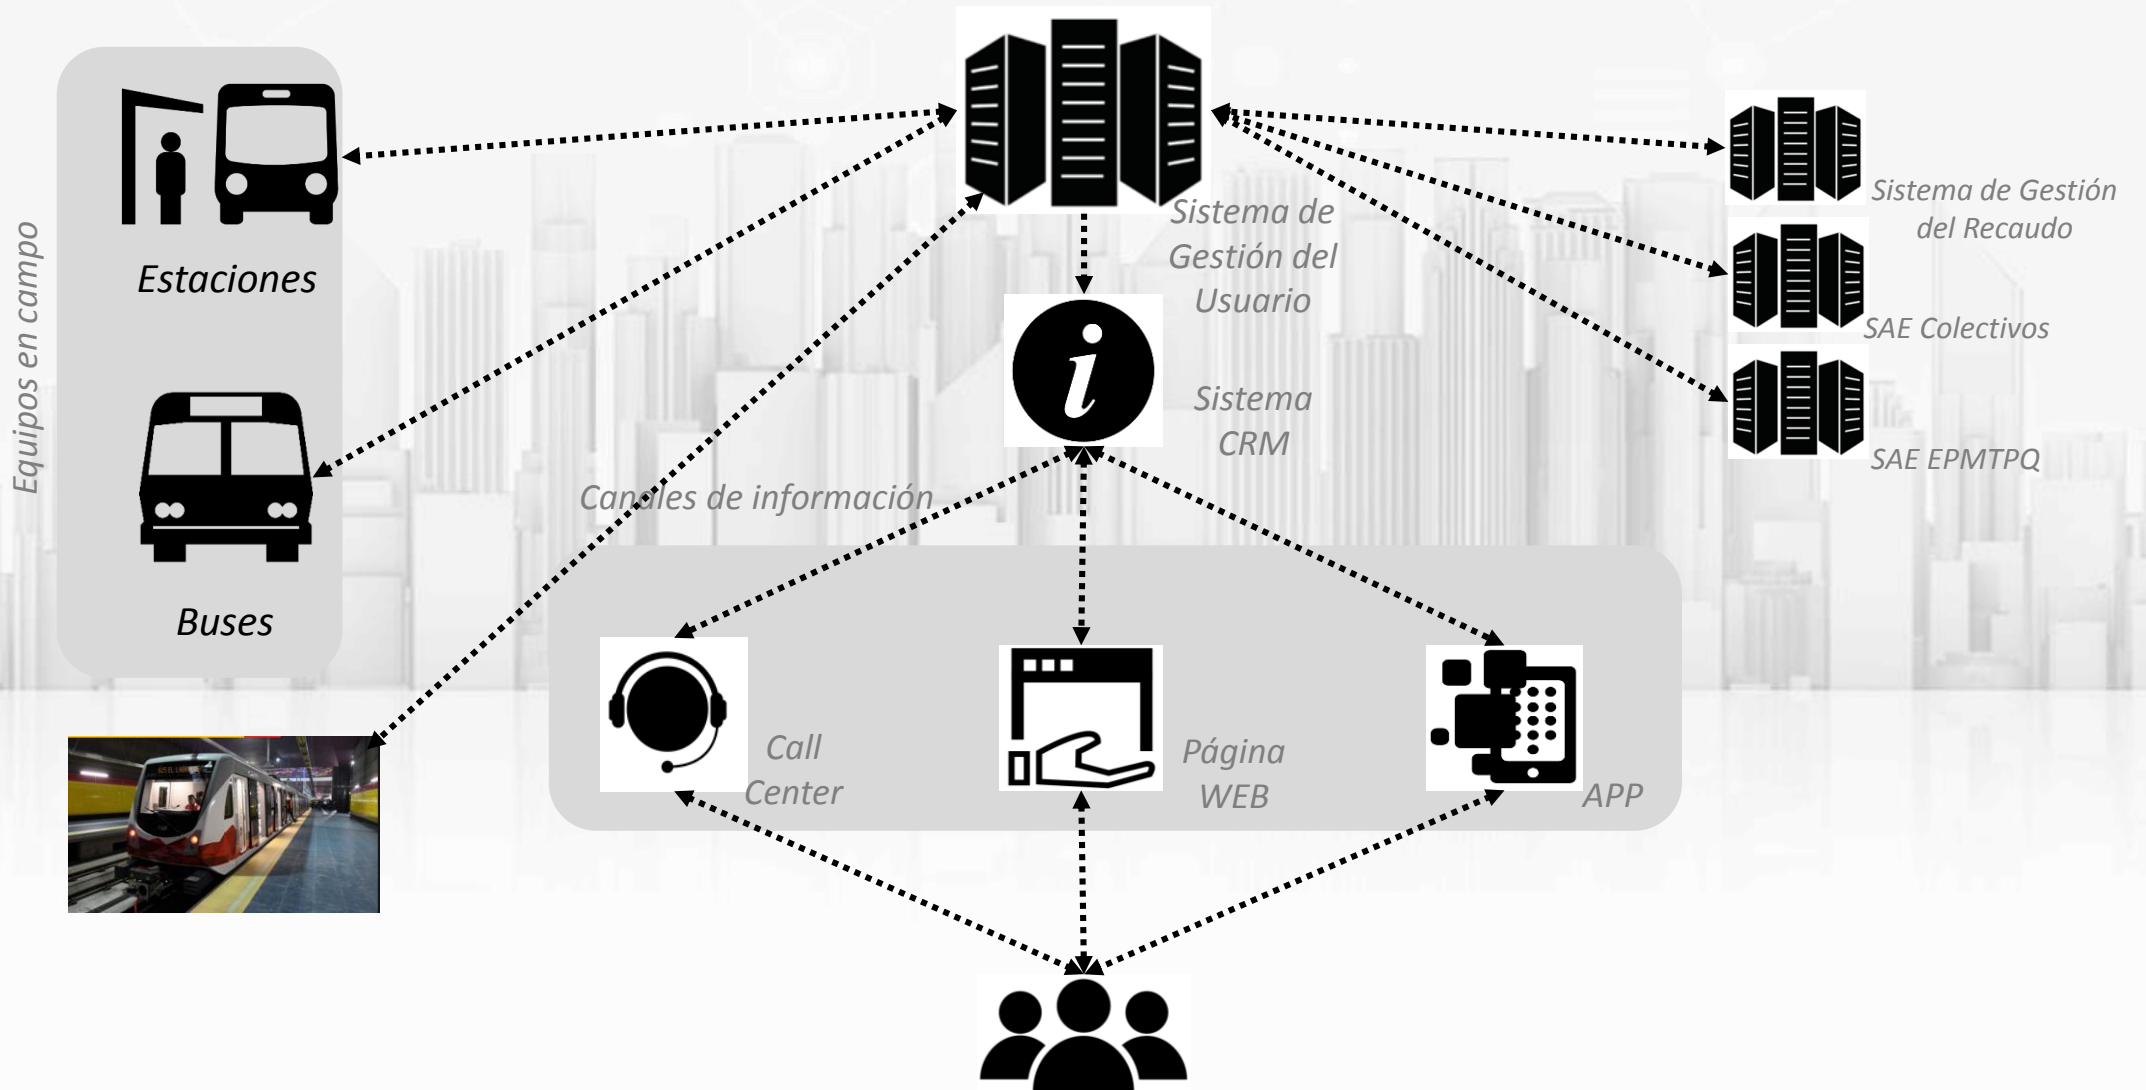 Equipos en campo
Estaciones
Buses
Sistema de
Gestión del
Usuario
Sistema
CRM
Canales de información
Call
Center
Página
WEB
APP
Sistema de Gestión
del Recaudo
SAE Colectivos
SAE EPMTPQ